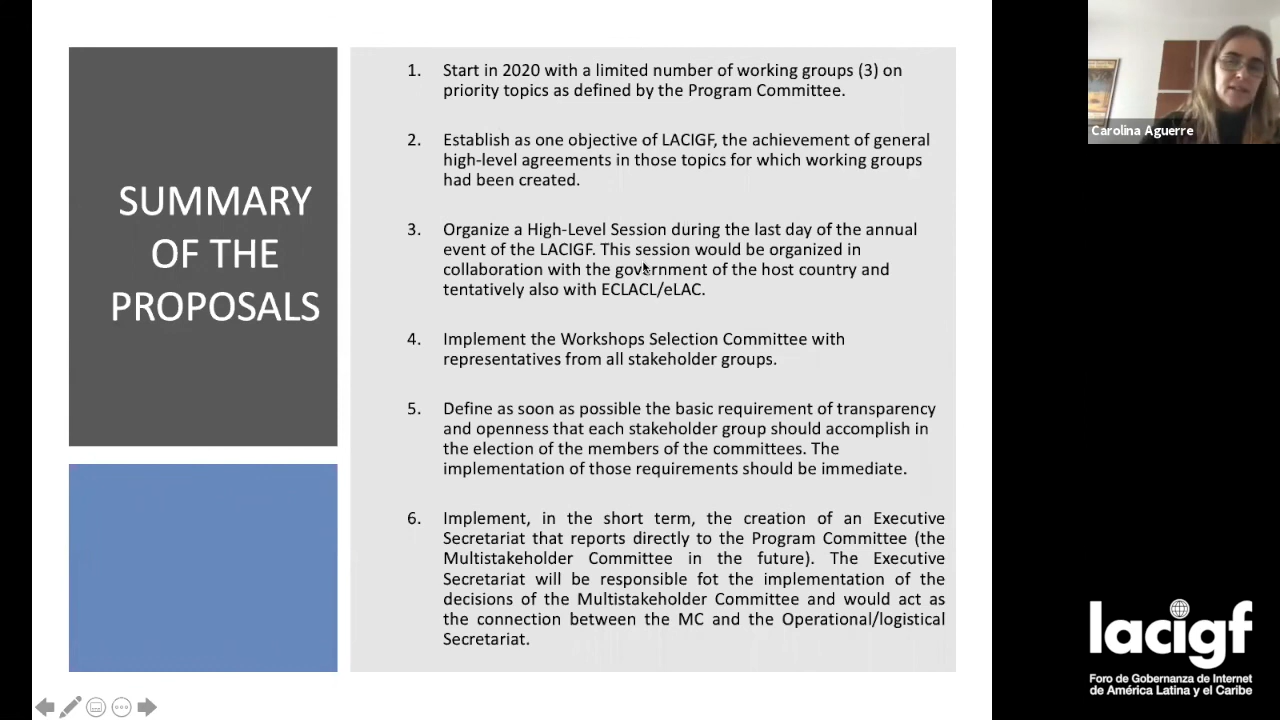 SUMMARY
OF THE
PROPOSALS
1. Start in 2020 with a limited number of working groups (3) on
priority topics as defined by the Program Committee.
2. Establish as one objective of LACIGF, the achievement of general
high-level agreements in those topics for which working groups
had been created.
3. Organize a High-Level Session during the last day of the annual
event of the LACIGF. This session would be organized in
collaboration with the government of the host country and
tentatively also with ECLACL/eLAC.
4. Implement the Workshops Selection Committee with
representatives from all stakeholder groups.
5. Define as soon as possible the basic requirement of transparency
and openness that each stakeholder group should accomplish in
the election of the members of the committees. The
implementation of those requirements should be immediate.
6. Implement, in the short term, the creation of an Executive
Secretariat that reports directly to the Program Committee (the
Multistakeholder Committee in the future). The Executive
Secretariat will be responsible fot the implementation of the
decisions of the Multistakeholder Committee and would act as
the connection between the MC and the Operational/logistical
Secretariat.
Carolina Aguerre
lacigf
Foro de Gobernanza de Internet
de América Latina y el Caribe